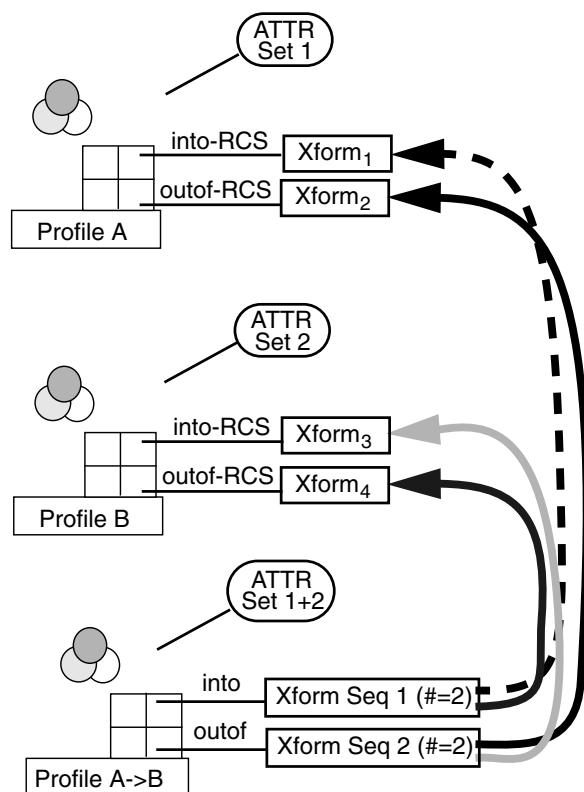 ATTR
Set 1
into-RCS
Xform1
outof-RCS
Xform2
Profile A
ATTR
Set 2
into-RCS
Xform3
outof-RCS
Xform4
Profile B
ATTR
Set 1+2
into
Xform Seq 1 (#=2)
outof
Xform Seq 2 (#=2)
Profile A->B